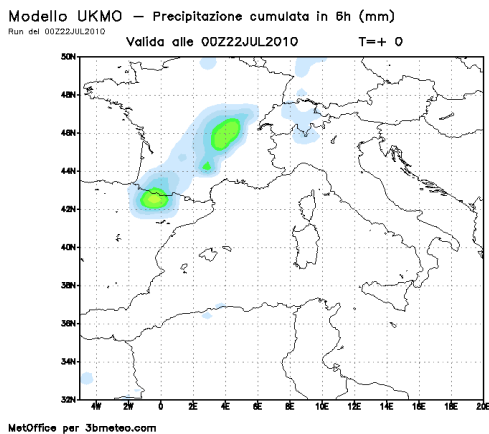 Modello UKMO – Precipitazione cumulata in 6h (mm)
Run del 00Z22JUL2010
Valida alle 00Z22JUL2010 T=+ 0
50N
48N
46N
44N
42N
40N
38N
36N
34N
32N
4W 2W 0 2E 4E 6E 8E 10E 12E 14E 16E 18E 20E
MetOffice per 3bmeteo.com